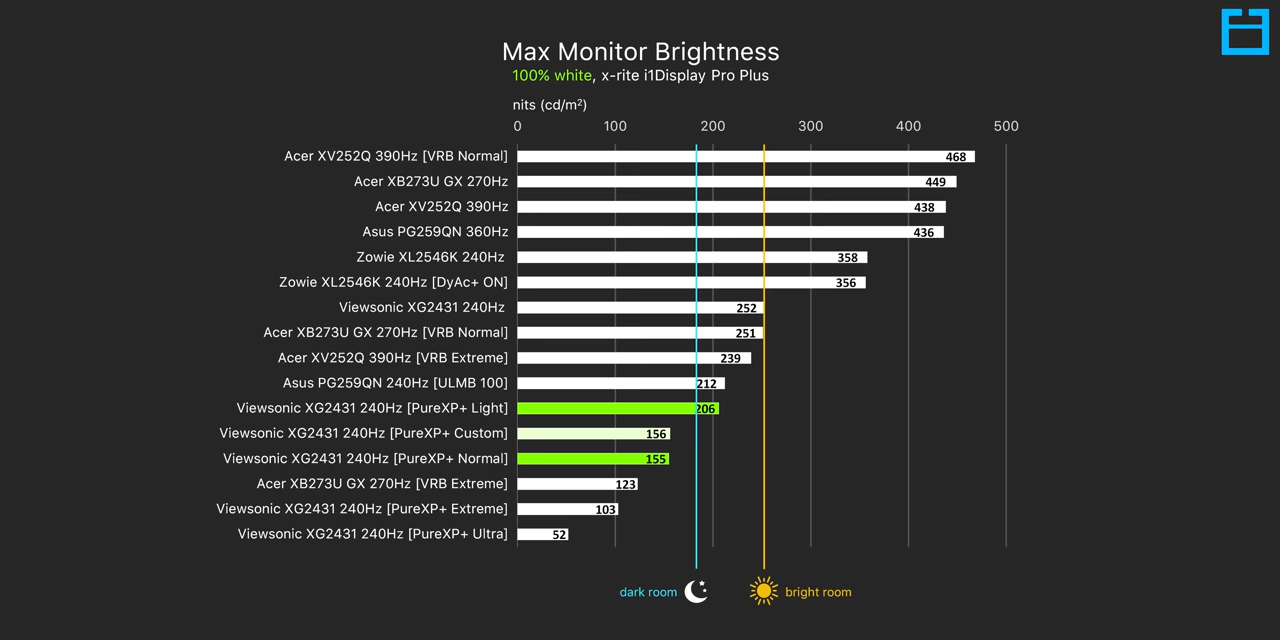 Max Monitor Brightness
100% white, x-rite i1Display Pro Plus
nits (cd/m²)
0 100 200 300 400 500
Acer XV252Q 390Hz [VRB Normal] 468
Acer XB273U GX 270Hz 449
Acer XV252Q 390Hz 438
Asus PG259QN 360Hz 436
Zowie XL2546K 240Hz 358
Zowie XL2546K 240Hz [DyAc+ ON] 356
Viewsonic XG2431 240Hz 252
Acer XB273U GX 270Hz [VRB Normal] 251
Acer XV252Q 390Hz [VRB Extreme] 239
Asus PG259QN 240Hz [ULMB 100] 212
Viewsonic XG2431 240Hz [PureXP+ Light] 206
Viewsonic XG2431 240Hz [PureXP+ Custom] 156
Viewsonic XG2431 240Hz [PureXP+ Normal] 155
Acer XB273U GX 270Hz [VRB Extreme] 123
Viewsonic XG2431 240Hz [PureXP+ Extreme] 103
Viewsonic XG2431 240Hz [PureXP+ Ultra] 52
dark room bright room